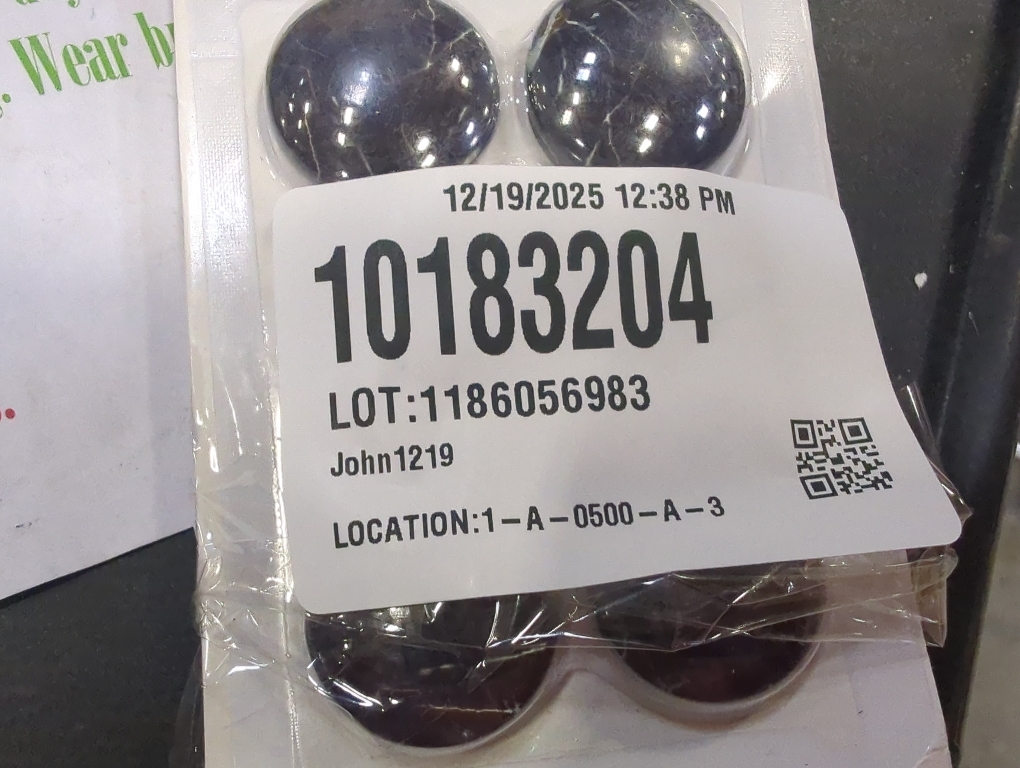 . Wear
12/19/2025 12:38 PM
10183204
LOT:1186056983
John1219
LOCATION:1-A-0500-A-3